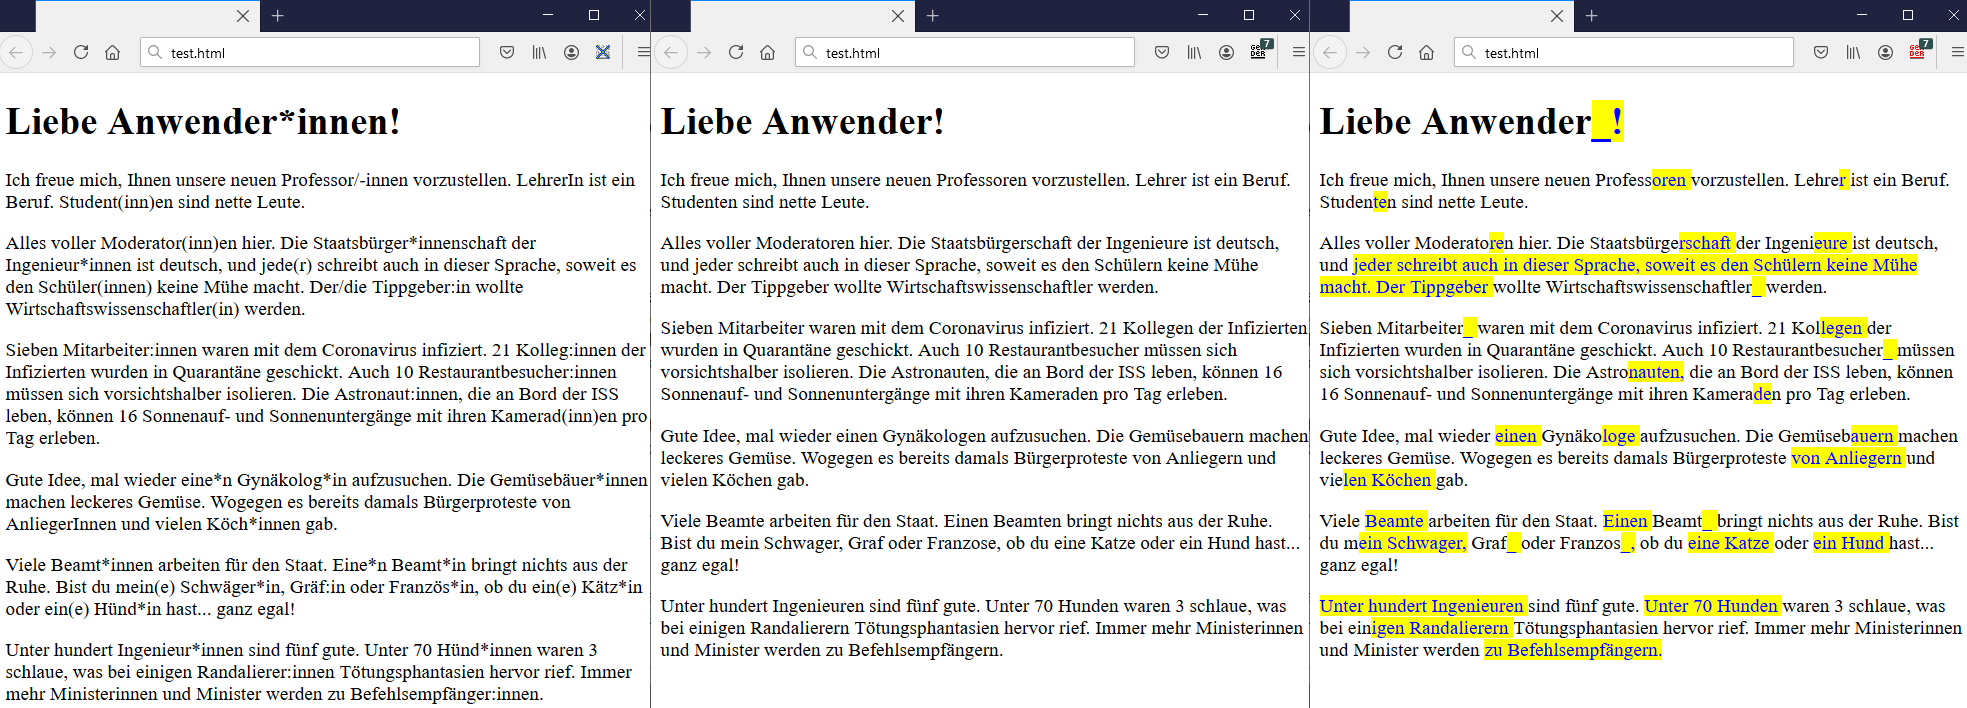 test.html
Liebe Anwender*innen!
Ich freue mich, Ihnen unsere neuen Professor/-innen vorzustellen. LehrerIn ist ein
Beruf. Student(inn)en sind nette Leute.
Alles voller Moderator(inn)en hier. Die Staatsbürger*innenschaft der
Ingenieur*innen ist deutsch, und jede(r) schreibt auch in dieser Sprache, soweit es
den Schüler(innen) keine Mühe macht. Der/die Tippgeber:in wollte
Wirtschaftswissenschaftler(in) werden.
Sieben Mitarbeiter:innen waren mit dem Coronavirus infiziert. 21 Kolleg:innen der
Infizierten wurden in Quarantäne geschickt. Auch 10 Restaurantbesucher:innen
müssen sich vorsichtshalber isolieren. Die Astronaut:innen, die an Bord der ISS
leben, können 16 Sonnenauf- und Sonnenuntergänge mit ihren Kamerad(inn)en pro
Tag erleben.
Gute Idee, mal wieder eine*n Gynäkolog*in aufzusuchen. Die Gemüsebäuer*innen
machen leckeres Gemüse. Wogegen es bereits damals Bürgerproteste von
AnliegerInnen und vielen Köch*innen gab.
Viele Beamt*innen arbeiten für den Staat. Eine*n Beamt*in bringt nichts aus der
Ruhe. Bist du mein(e) Schwäger*in, Gräf:in oder Französ*in, ob du ein(e) Kätz*in
oder ein(e) Hünd*in hast... ganz egal!
Unter hundert Ingenieur*innen sind fünf gute. Unter 70 Hünd*innen waren 3
schlaue, was bei einigen Randalierer:innen Tötungsphantasien hervor rief. Immer
mehr Ministerinnen und Minister werden zu Befehlsempfänger:innen.
test.html
7
Liebe Anwender!
Ich freue mich, Ihnen unsere neuen Professoren vorzustellen. Lehrer ist ein Beruf.
Studenten sind nette Leute.
Alles voller Moderatoren hier. Die Staatsbürgerschaft der Ingenieure ist deutsch,
und jeder schreibt auch in dieser Sprache, soweit es den Schülern keine Mühe
macht. Der Tippgeber wollte Wirtschaftswissenschaftler werden.
Sieben Mitarbeiter waren mit dem Coronavirus infiziert. 21 Kollegen der Infizierten
wurden in Quarantäne geschickt. Auch 10 Restaurantbesucher müssen sich
vorsichtshalber isolieren. Die Astronauten, die an Bord der ISS leben, können 16
Sonnenauf- und Sonnenuntergänge mit ihren Kameraden pro Tag erleben.
Gute Idee, mal wieder einen Gynäkologen aufzusuchen. Die Gemüsebauern machen
leckeres Gemüse. Wogegen es bereits damals Bürgerproteste von Anliegern und
vielen Köchen gab.
Viele Beamte arbeiten für den Staat. Einen Beamten bringt nichts aus der Ruhe.
Bist du mein Schwager, Graf oder Franzose, ob du eine Katze oder ein Hund hast...
ganz egal!
Unter hundert Ingenieuren sind fünf gute. Unter 70 Hunden waren 3 schlaue, was
bei einigen Randalierern Tötungsphantasien hervor rief. Immer mehr Ministerinnen
und Minister werden zu Befehlsempfängern.
test.html
7
Liebe Anwender_!
Ich freue mich, Ihnen unsere neuen Professoren vorzustellen. Lehrer ist ein Beruf.
Studenten sind nette Leute.
Alles voller Moderatoren hier. Die Staatsbürgerschaft der Ingenieure ist deutsch,
und jeder schreibt auch in dieser Sprache, soweit es den Schülern keine Mühe
macht. Der Tippgeber wollte Wirtschaftswissenschaftler_ werden.
Sieben Mitarbeiter_ waren mit dem Coronavirus infiziert. 21 Kollegen der
Infizierten wurden in Quarantäne geschickt. Auch 10 Restaurantbesucher_ müssen
sich vorsichtshalber isolieren. Die Astronauten, die an Bord der ISS leben, können
16 Sonnenauf- und Sonnenuntergänge mit ihren Kameraden pro Tag erleben.
Gute Idee, mal wieder einen Gynäkologe aufzusuchen. Die Gemüsebauern machen
leckeres Gemüse. Wogegen es bereits damals Bürgerproteste von Anliegern und
vielen Köchen gab.
Viele Beamte arbeiten für den Staat. Einen Beamt_ bringt nichts aus der Ruhe. Bist
du mein Schwager, Graf_ oder Franzos_, ob du eine Katze oder ein Hund hast...
ganz egal!
Unter hundert Ingenieuren sind fünf gute. Unter 70 Hunden waren 3 schlaue, was
bei einigen Randalierern Tötungsphantasien hervor rief. Immer mehr Ministerinnen
und Minister werden zu Befehlsempfängern.